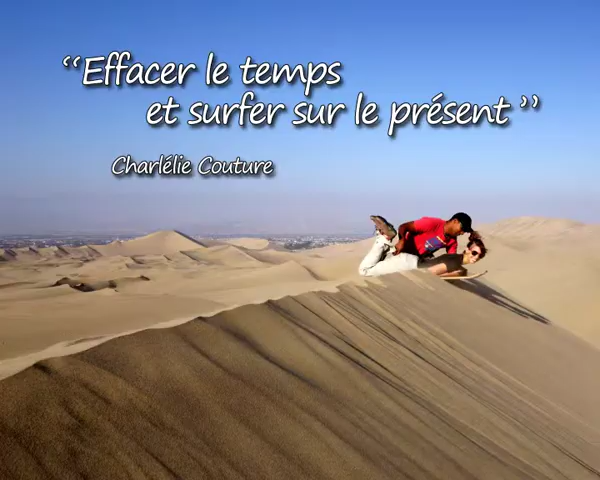 “Effacer le temps
et surfer sur le présent”
Charlélie Couture